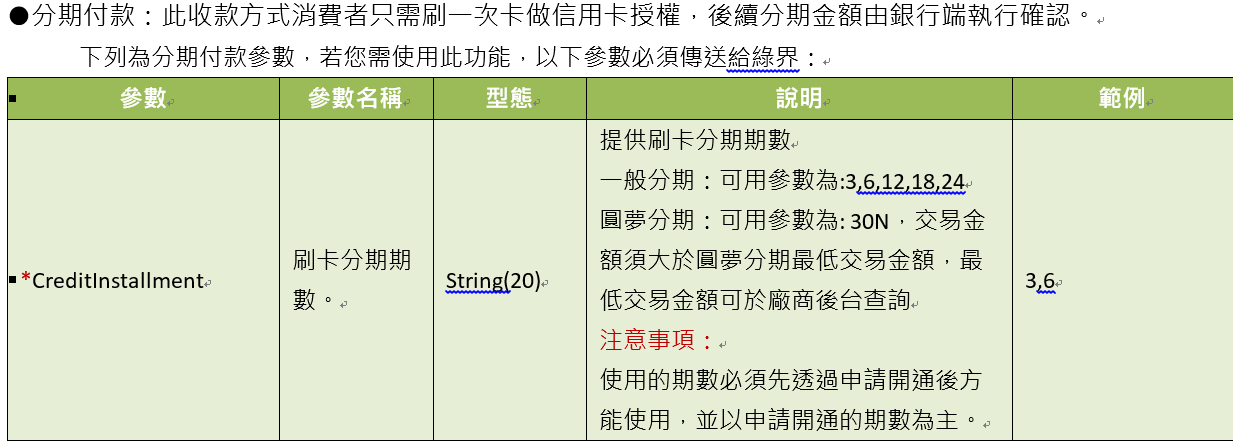 ●分期付款：此收款方式消費者只需刷一次卡做信用卡授權，後續分期金額由銀行端執行確認。
下列為分期付款參數，若您需使用此功能，以下參數必須傳送給綠界：
參數 參數名稱 型態 說明 範例
*CreditInstallment
刷卡分期期
數。
String(20)
提供刷卡分期期數
一般分期：可用參數為:3,6,12,18,24
圓夢分期：可用參數為: 30N，交易金
額須大於圓夢分期最低交易金額，最
低交易金額可於廠商後台查詢
注意事項：
使用的期數必須先透過申請開通後方
能使用，並以申請開通的期數為主。
3,6